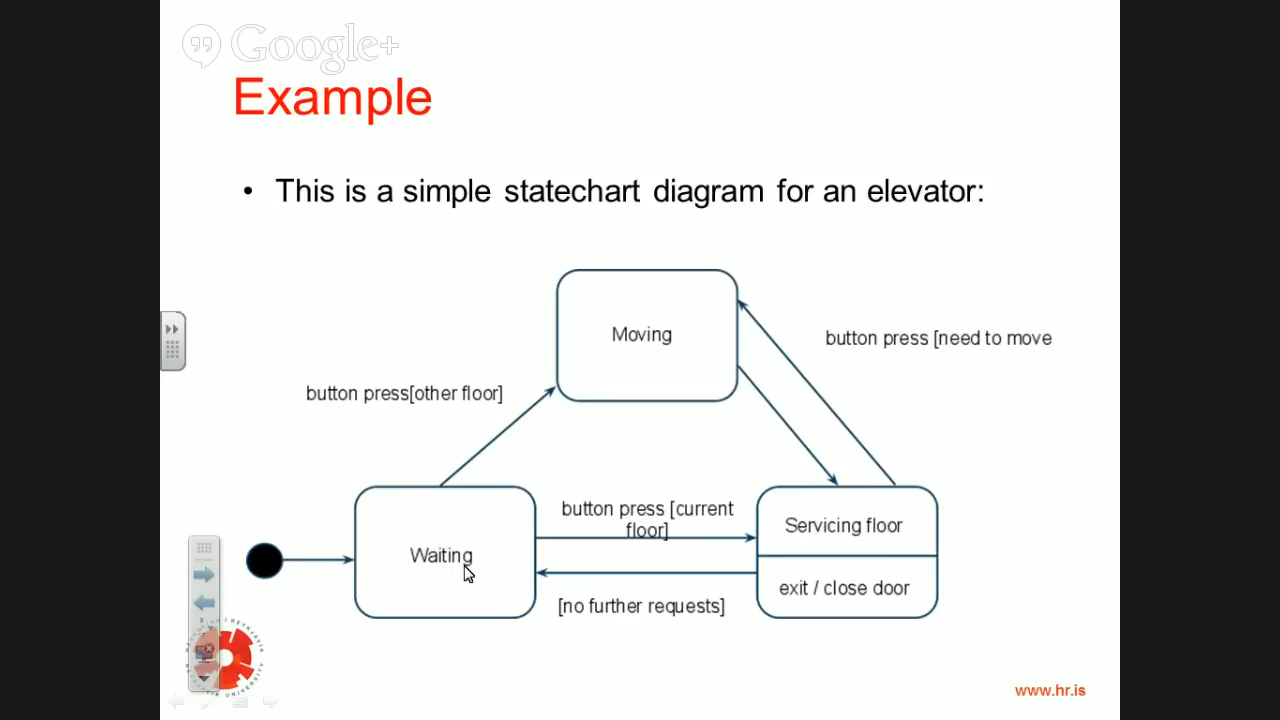 Google+
Example
• This is a simple statechart diagram for an elevator:
Moving
button press [need to move
button press[other floor]
button press [current
floor]
Servicing floor
Waiting
exit / close door
[no further requests]
www.hr.is